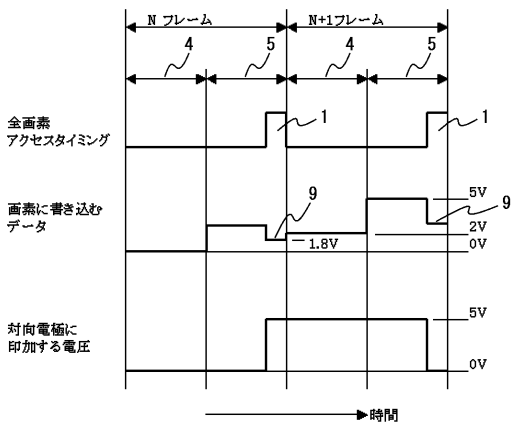 N フレーム
N+1フレーム
4
5
4
5
全画素
アクセスタイミング
1
1
画素に書き込む
データ
9
1.8V
5V
9
2V
0V
対向電極に
印加する電圧
5V
0V
時間